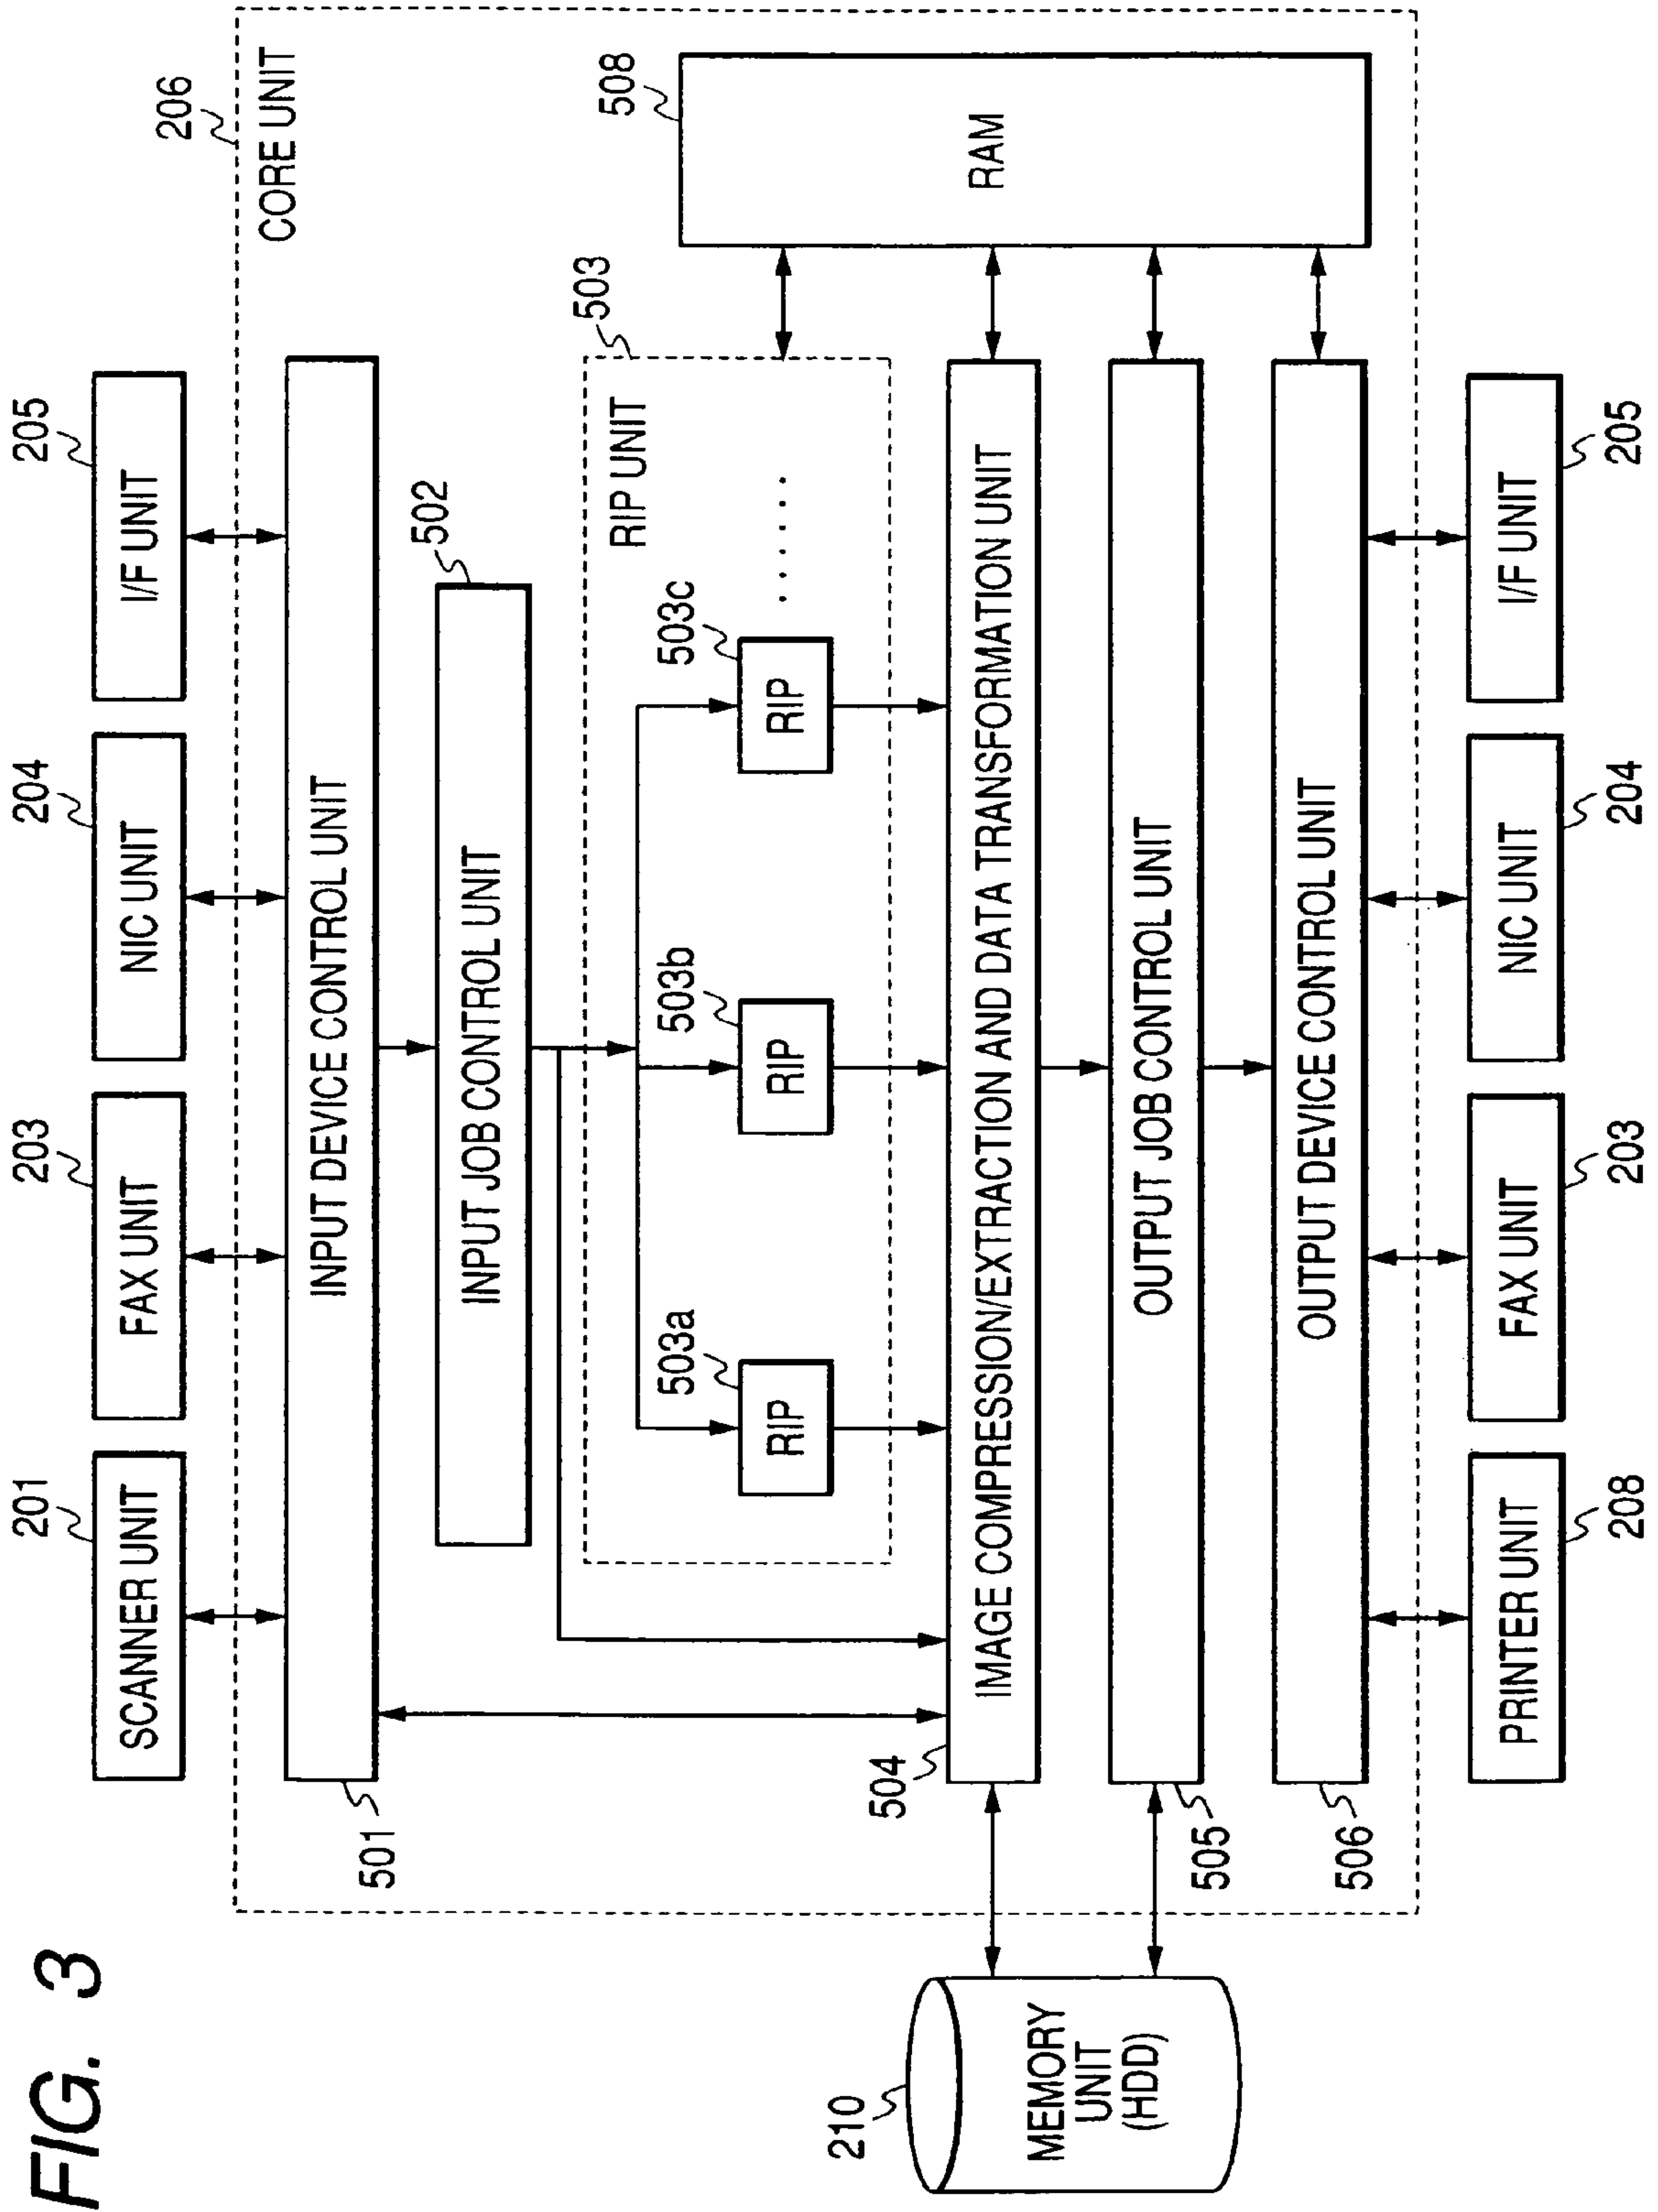 FIG. 3
201
203
204
205
SCANNER UNIT
FAX UNIT
NIC UNIT
I/F UNIT
206
CORE UNIT
501
INPUT DEVICE CONTROL UNIT
502
INPUT JOB CONTROL UNIT
503
RIP UNIT
503a
503b
503c
RIP
RIP
RIP
......
508
RAM
210
MEMORY
UNIT
(HDD)
504
IMAGE COMPRESSION/EXTRACTION AND DATA TRANSFORMATION UNIT
OUTPUT JOB CONTROL UNIT
505
OUTPUT DEVICE CONTROL UNIT
506
PRINTER UNIT
FAX UNIT
NIC UNIT
I/F UNIT
208
203
204
205